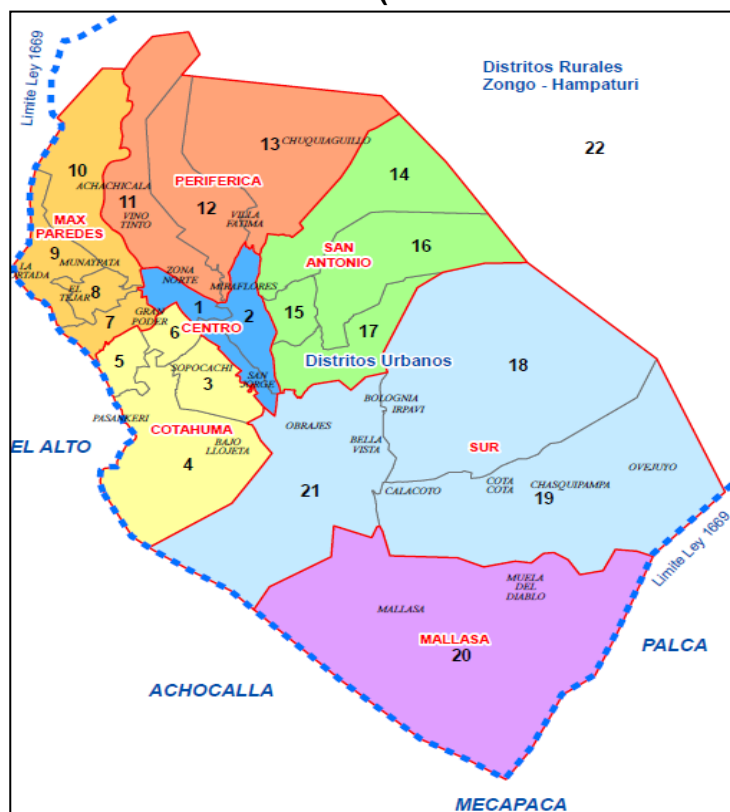 (
Límite Ley 1669
Distritos Rurales
Zongo - Hampaturi
22
13
CHUQUIAGUILLO
14
10
ACHACHICALA
PERIFERICA
11
12
VINO
TINTO
VILLA
FATIMA
MAX
PAREDES
SAN
ANTONIO
16
9
MUNAYPATA
LA
PORTADA
ZONA
NORTE
MIRAFLORES
8
EL
TEJAR
7
GRAN
PODER
1
2
CENTRO
15
17
6
5
SOPOCACHI
3
SAN
JORGE
Distritos Urbanos
18
BOLOGNIA
IRPAVI
PASANKERI
COTAHUMA
BAJO
LLOJETA
OBRAJES
BELLA
VISTA
SUR
EL ALTO
4
21
CALACOTO
COTA
COTA
CHASQUIPAMPA
19
OVEJUYO
Límite Ley 1669
MUELA
DEL
DIABLO
MALLASA
MALLASA
20
PALCA
ACHOCALLA
MECAPACA